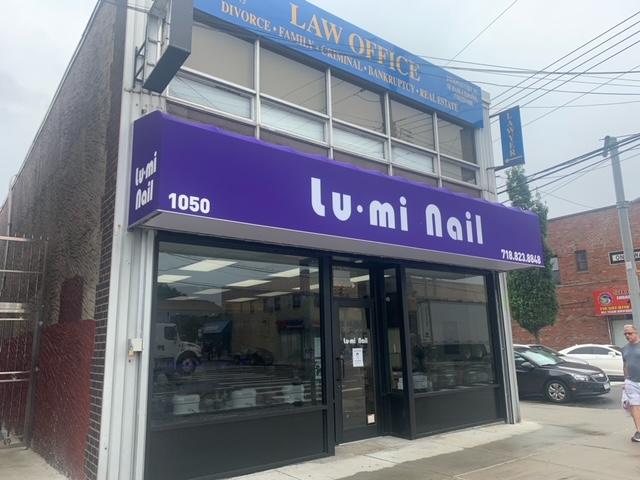 LAW OFFICE
DIVORCE • FAMILY • CRIMINAL • BANKRUPTCY • REAL ESTATE
LAWYER
Lu·mi
Nail
1050
Lu·mi Nail
718.823.8848
Lu·mi Nail